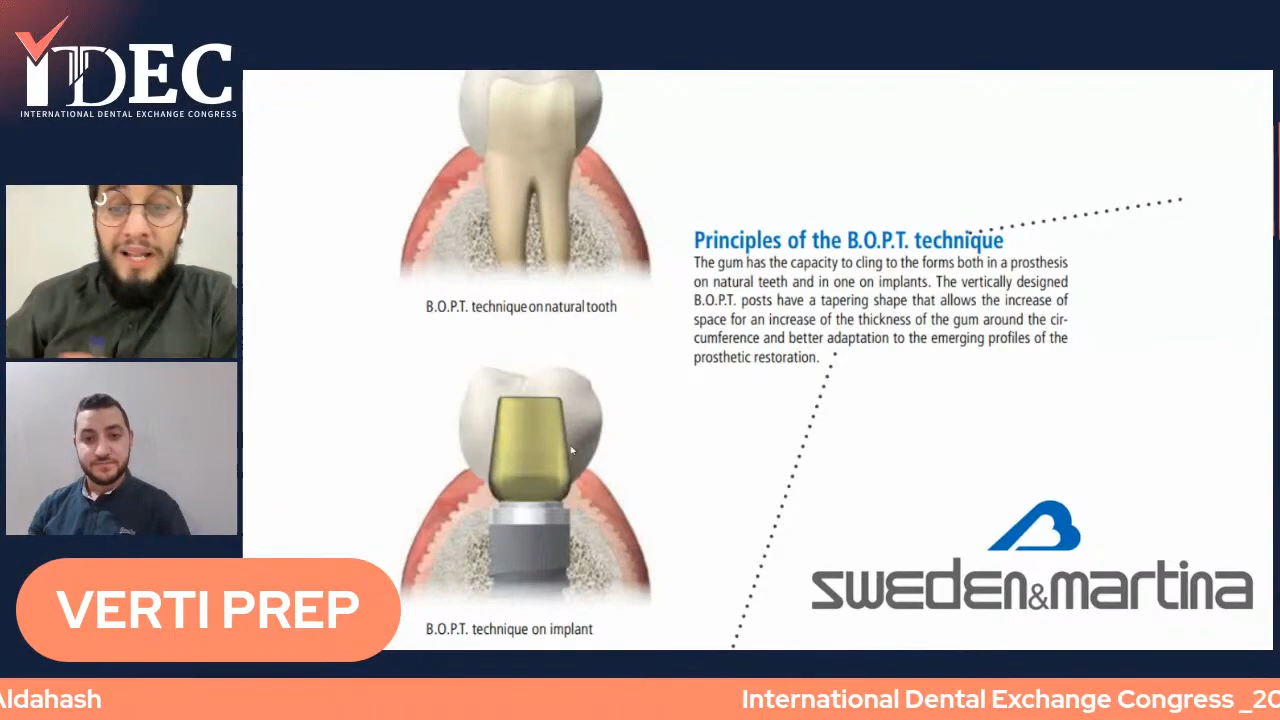 IDEC
INTERNATIONAL DENTAL EXCHANGE CONGRESS
B.O.P.T. technique on natural tooth
Principles of the B.O.P.T. technique
The gum has the capacity to cling to the forms both in a prosthesis
on natural teeth and in one on implants. The vertically designed
B.O.P.T. posts have a tapering shape that allows the increase of
space for an increase of the thickness of the gum around the cir-
cumference and better adaptation to the emerging profiles of the
prosthetic restoration.
B.O.P.T. technique on implant
sweden&martina
VERTI PREP
Aldahash
International Dental Exchange Congress _20